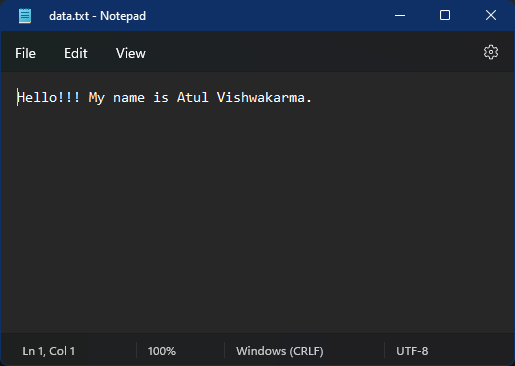 data.txt - Notepad
File Edit View
Hello!!! My name is Atul Vishwakarma.
Ln 1, Col 1 100% Windows (CRLF) UTF-8